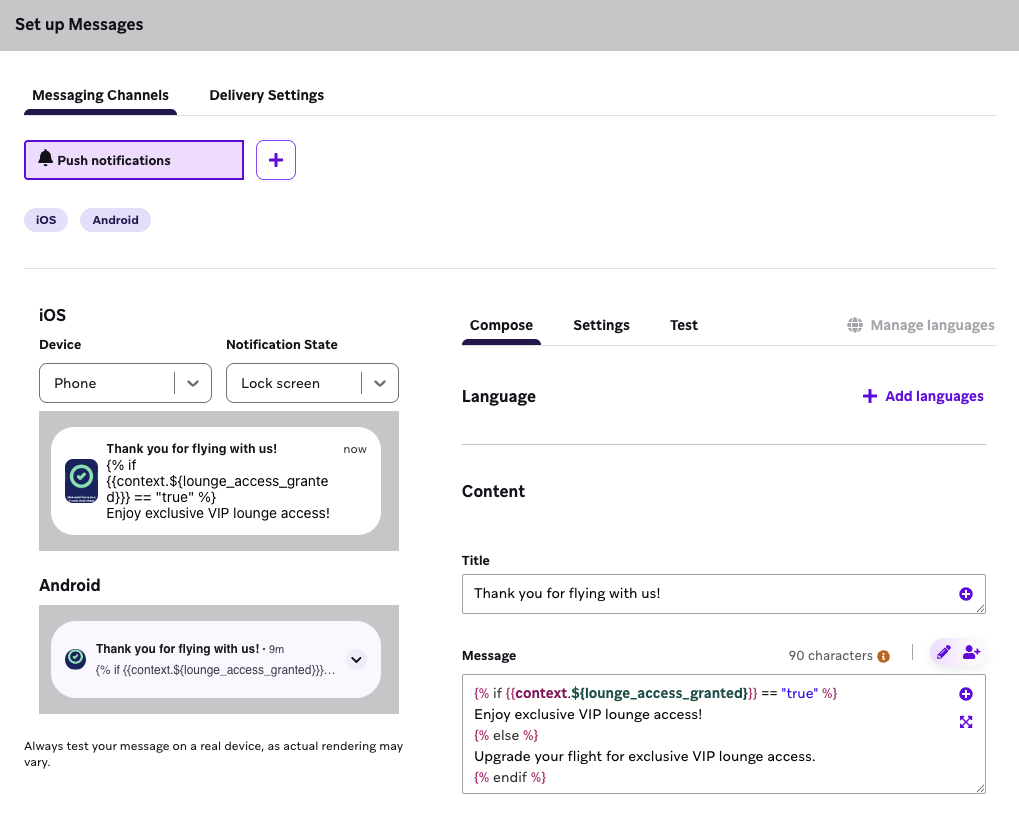 Set up Messages
Messaging Channels
Delivery Settings
Push notifications
iOS
Android
iOS
Device
Notification State
Phone
Lock screen
Thank you for flying with us!
now
{% if
{{context.${lounge_access_grante
d}}} == "true" %}
Enjoy exclusive VIP lounge access!
Android
Thank you for flying with us! · 9m
{% if {{context.${lounge_access_granted}}}...
Always test your message on a real device, as actual rendering may
vary.
Compose
Settings
Test
Manage languages
Language
Add languages
Content
Title
Thank you for flying with us!
Message
90 characters
{% if {{context.${lounge_access_granted}}} == "true" %}
Enjoy exclusive VIP lounge access!
{% else %}
Upgrade your flight for exclusive VIP lounge access.
{% endif %}